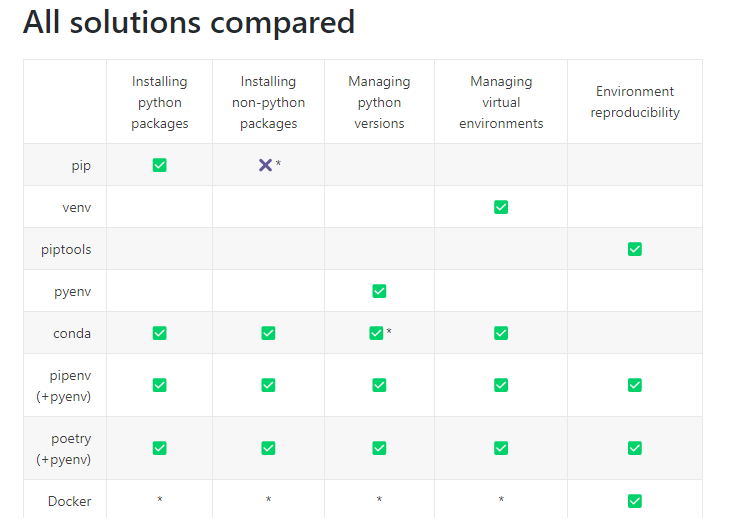 All solutions compared
Installing python packages Installing non-python packages Managing python versions Managing virtual environments Environment reproducibility
pip ✅ ❌ *
venv ✅
piptools ✅
pyenv ✅
conda ✅ ✅ ✅ * ✅
pipenv (+pyenv) ✅ ✅ ✅ ✅ ✅
poetry (+pyenv) ✅ ✅ ✅ ✅ ✅
Docker * * * * ✅